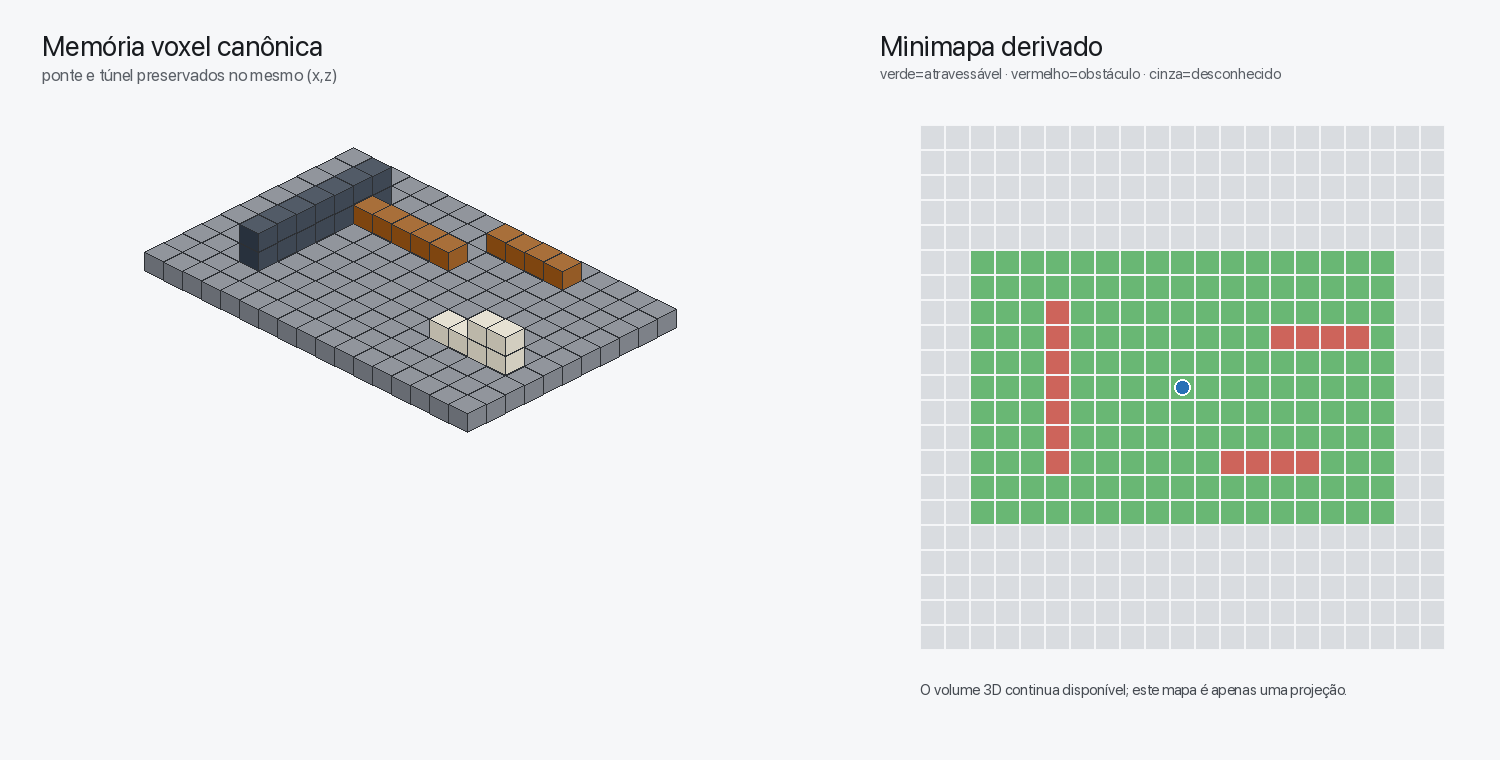 Memória voxel canônica
ponte e túnel preservados no mesmo (x,z)
Minimapa derivado
verde=atravessável · vermelho=obstáculo · cinza=desconhecido
O volume 3D continua disponível; este mapa é apenas uma projeção.